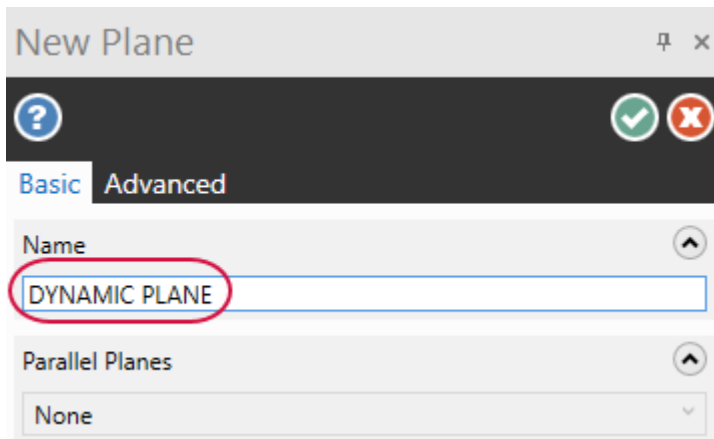 New Plane
Basic Advanced
Name
DYNAMIC PLANE
Parallel Planes
None